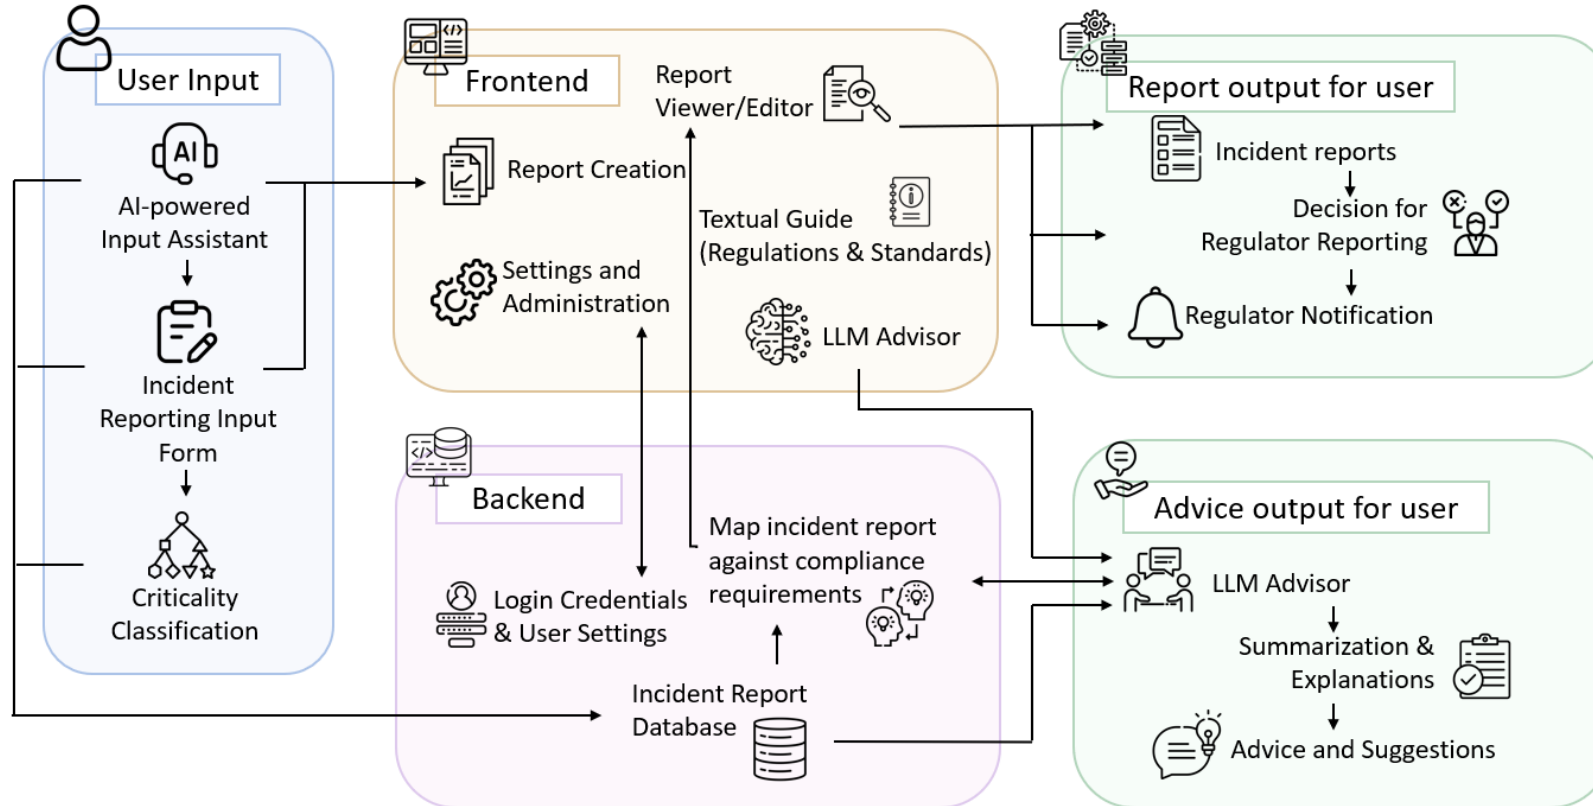 User Input
AI
AI-powered
Input Assistant
Incident
Reporting Input
Form
Criticality
Classification
</>
Frontend
Report
Viewer/Editor
Report Creation
Textual Guide
(Regulations & Standards)
Settings and
Administration
LLM Advisor
</>
Backend
Map incident report
against compliance
requirements
Login Credentials
& User Settings
Incident Report
Database
Report output for user
Incident reports
Decision for
Regulator Reporting
Regulator Notification
Advice output for user
LLM Advisor
Summarization &
Explanations
Advice and Suggestions